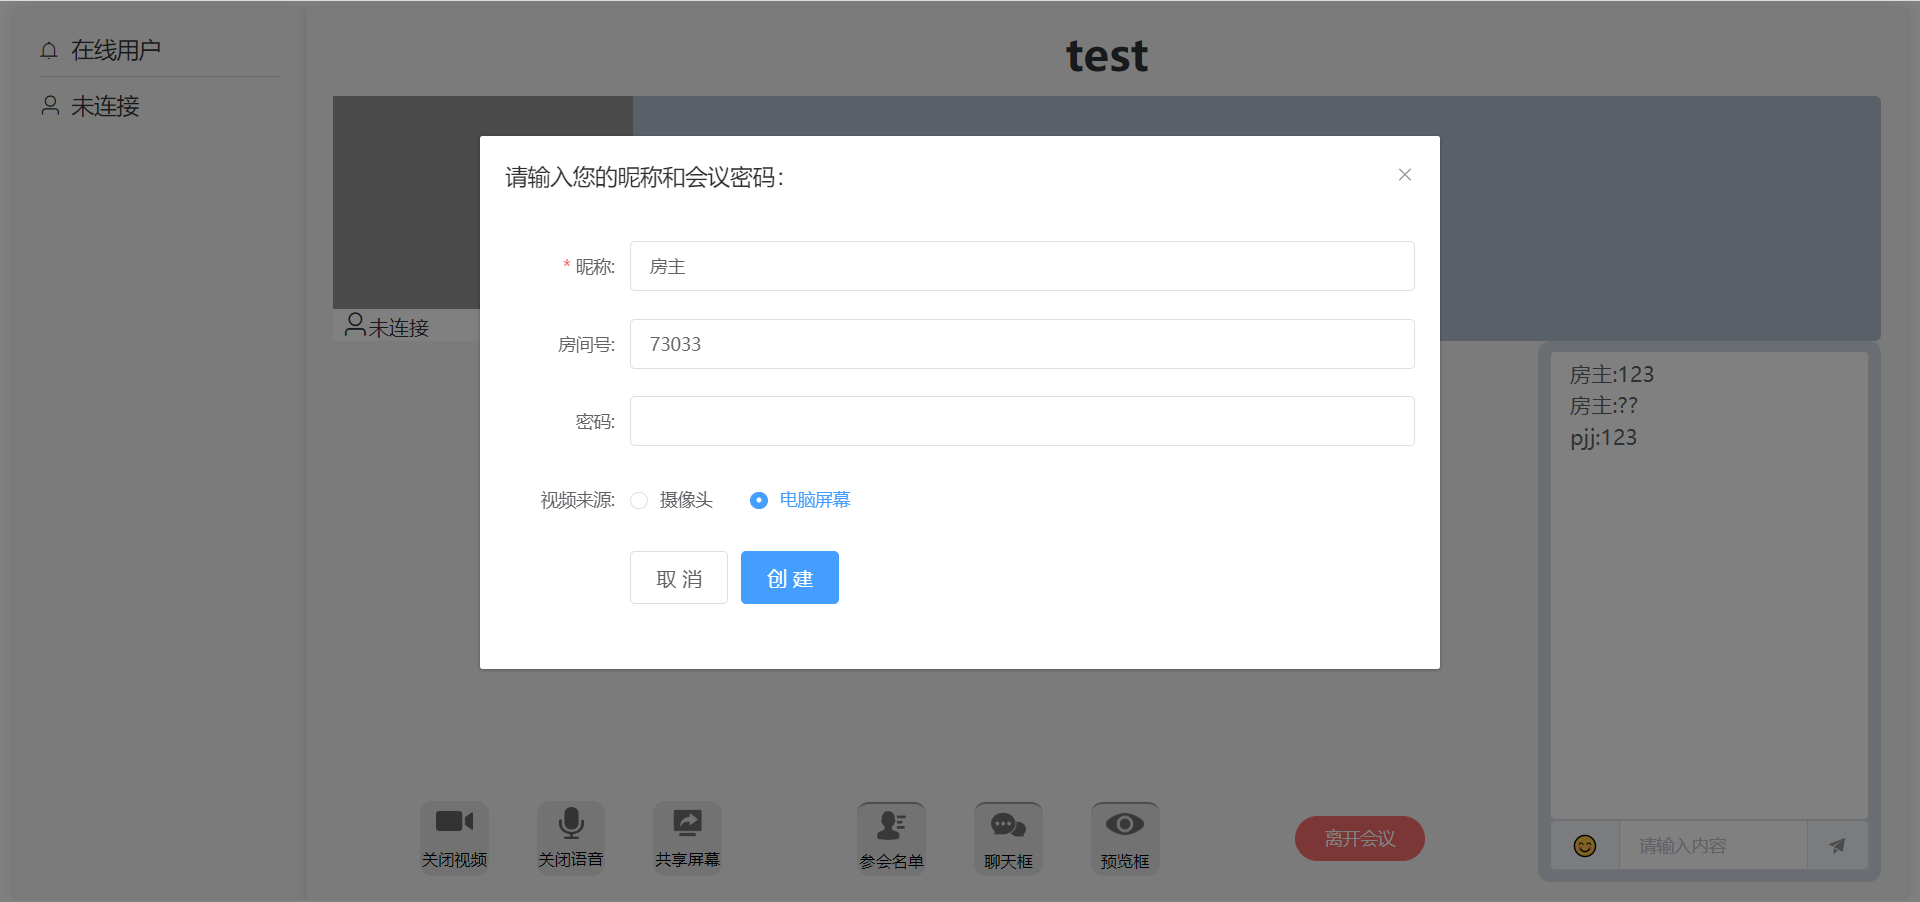 在线用户
未连接
test
未连接
请输入您的昵称和会议密码：
* 昵称:
房主
房间号:
73033
密码:
视频来源:
摄像头
电脑屏幕
取 消
创 建
房主:123
房主:??
pjj:123
请输入内容
关闭视频
关闭语音
共享屏幕
参会名单
聊天框
预览框
离开会议